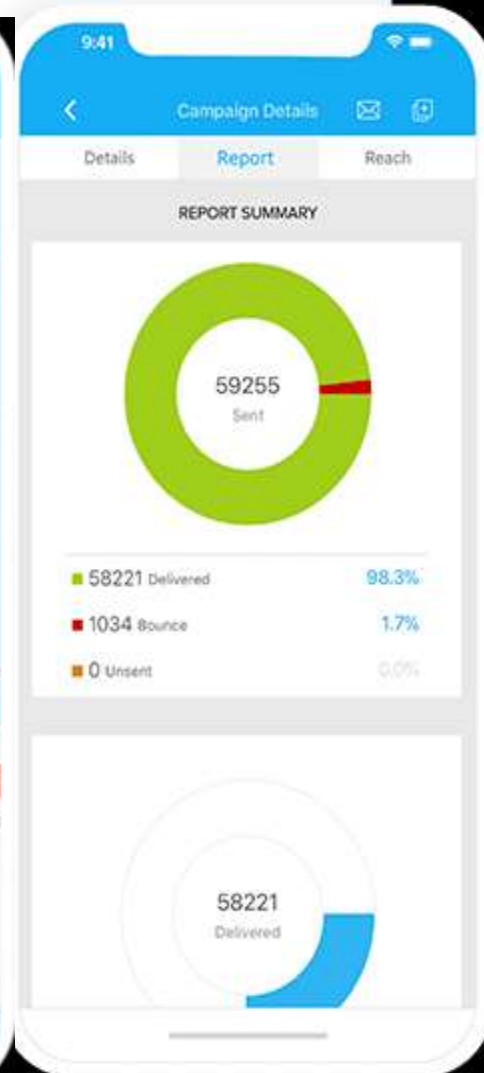 9:41
Campaign Details
Details Report Reach
REPORT SUMMARY
59255
Sent
58221 Delivered 98.3%
1034 Bounce 1.7%
0 Unsent 0.0%
58221
Delivered